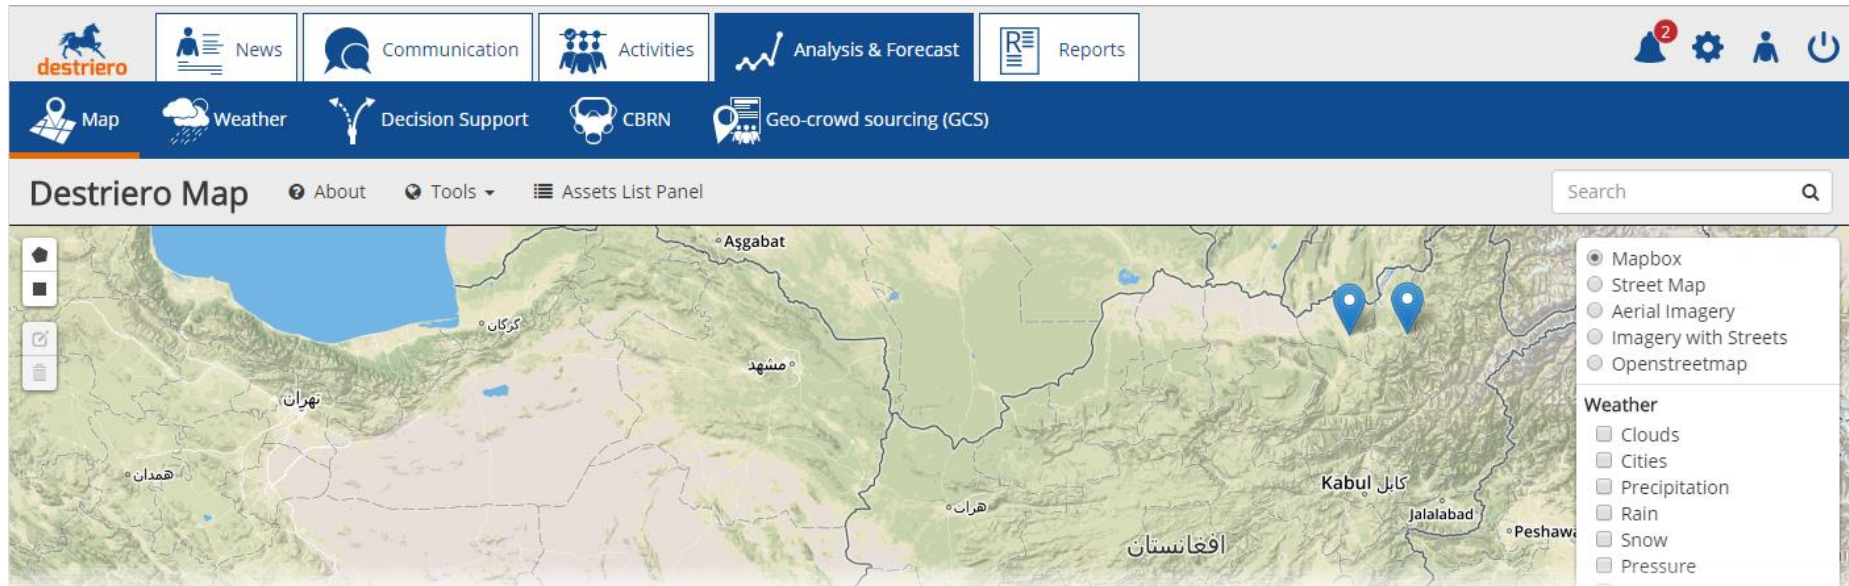 destriero
News
Communication
Activities
Analysis & Forecast
Reports
2
Map
Weather
Decision Support
CBRN
Geo-crowd sourcing (GCS)
Destriero Map
About
Tools
Assets List Panel
Search
Aşgabat
گرگان
مشهد
تهران
همدان
هرات
Kabul کابل
Jalalabad
Peshawa
افغانستان
Mapbox
Street Map
Aerial Imagery
Imagery with Streets
Openstreetmap
Weather
Clouds
Cities
Precipitation
Rain
Snow
Pressure